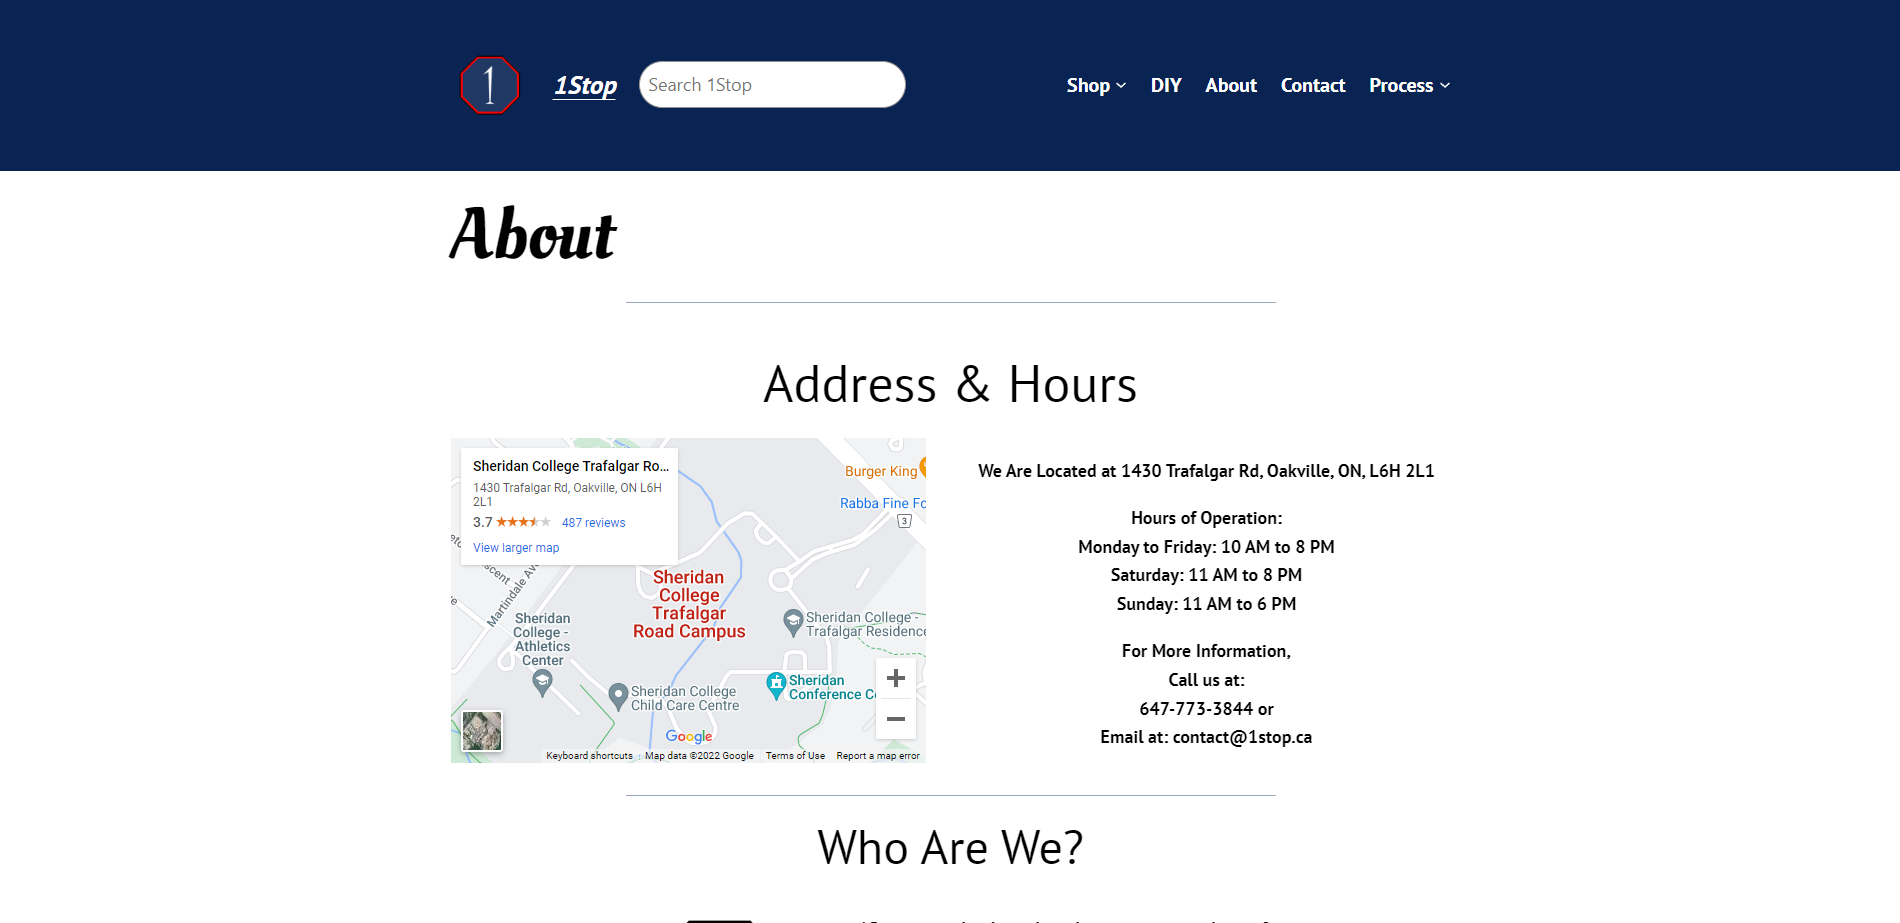 1
1Stop
Search 1Stop
Shop
DIY
About
Contact
Process
About
Address & Hours
Sheridan College Trafalgar Ro...
1430 Trafalgar Rd, Oakville, ON L6H
2L1
3.7
487 reviews
View larger map
Burger King
Rabba Fine Fo
3
Martindale Av
Sheridan
College
Trafalgar
Road Campus
Sheridan
College -
Athletics
Center
Sheridan College -
Trafalgar Residence
Sheridan College
Child Care Centre
Sheridan
Conference C
Google
Keyboard shortcuts
Map data ©2022 Google
Terms of Use
Report a map error
We Are Located at 1430 Trafalgar Rd, Oakville, ON, L6H 2L1
Hours of Operation:
Monday to Friday: 10 AM to 8 PM
Saturday: 11 AM to 8 PM
Sunday: 11 AM to 6 PM
For More Information,
Call us at:
647-773-3844 or
Email at: contact@1stop.ca
Who Are We?